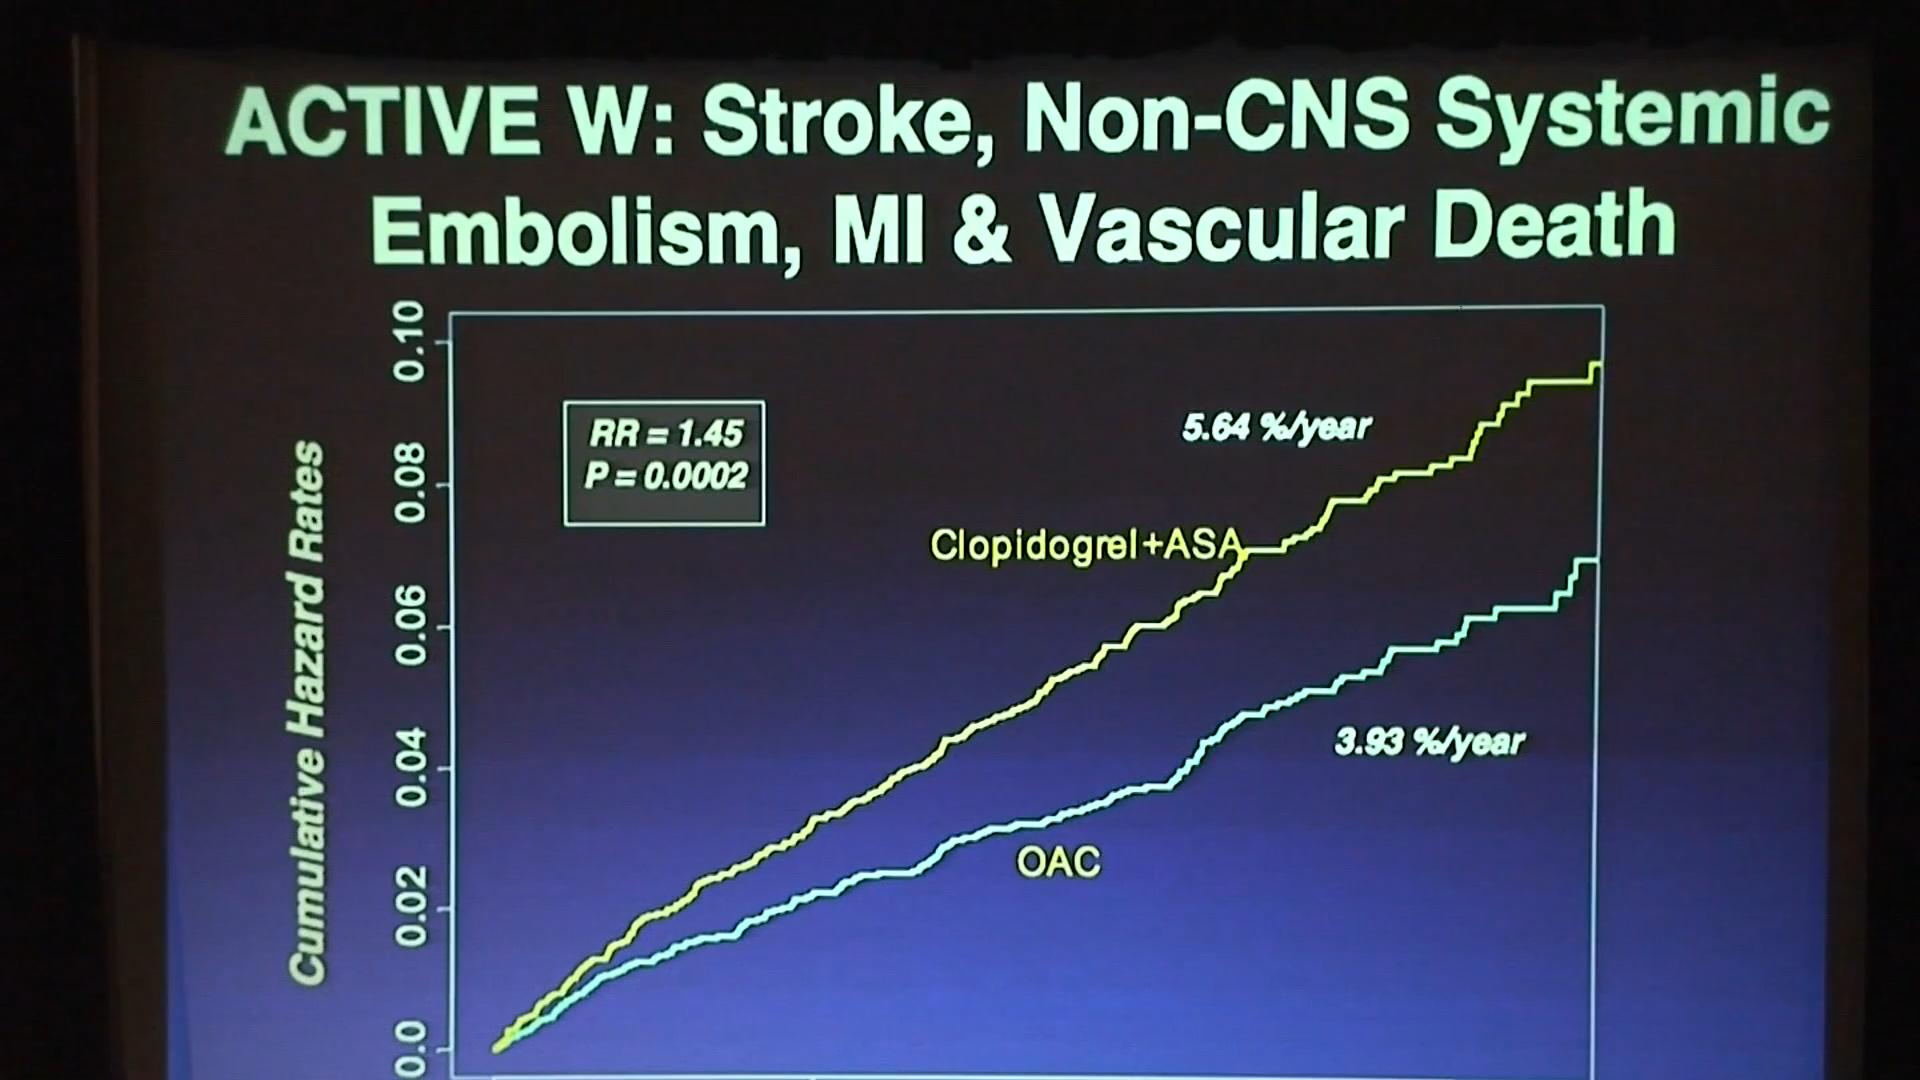 ACTIVE W: Stroke, Non-CNS Systemic
Embolism, MI & Vascular Death
0.10
0.08
0.06
0.04
0.02
0.0
Cumulative Hazard Rates
RR = 1.45
P = 0.0002
5.64 %/year
Clopidogrel+ASA
3.93 %/year
OAC